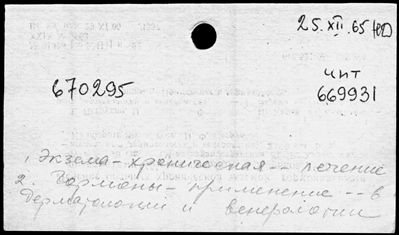 25.XII.65
670295
чит
669931
1. Экзема - хроническая -- лечение
2. Гормоны - применение -- в
дерматологии и венерологии